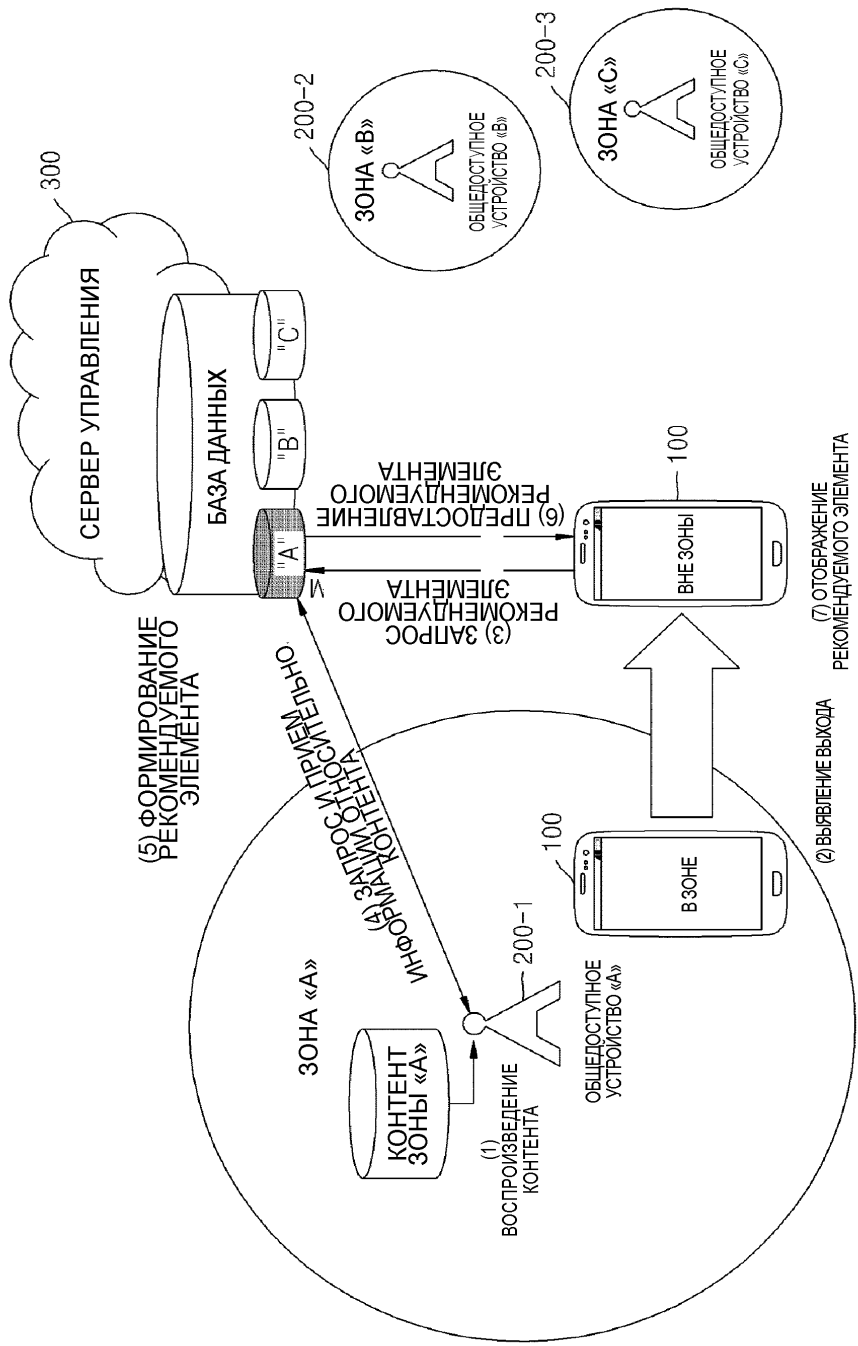 300
СЕРВЕР УПРАВЛЕНИЯ
БАЗА ДАННЫХ
"A"
"B"
"C"
И
(5) ФОРМИРОВАНИЕ
РЕКОМЕНДУЕМОГО
ЭЛЕМЕНТА
200-2
ЗОНА «B»
ОБЩЕДОСТУПНОЕ
УСТРОЙСТВО «B»
200-3
ЗОНА «C»
ОБЩЕДОСТУПНОЕ
УСТРОЙСТВО «C»
(4) ЗАПРОС И ПРИЕМ
ИНФОРМАЦИИ ОТНОСИТЕЛЬНО.
КОНТЕНТА
(3) ЗАПРОС
РЕКОМЕНДУЕМОГО
ЭЛЕМЕНТА
(6) ПРЕДОСТАВЛЕНИЕ
РЕКОМЕНДУЕМОГО
ЭЛЕМЕНТА
ЗОНА «A»
КОНТЕНТ
ЗОНЫ «A»
(1)
ВОСПРОИЗВЕДЕНИЕ
КОНТЕНТА
200-1
ОБЩЕДОСТУПНОЕ
УСТРОЙСТВО «A»
100
В ЗОНЕ
100
ВНЕ ЗОНЫ
(2) ВЫЯВЛЕНИЕ ВЫХОДА
(7) ОТОБРАЖЕНИЕ
РЕКОМЕНДУЕМОГО ЭЛЕМЕНТА